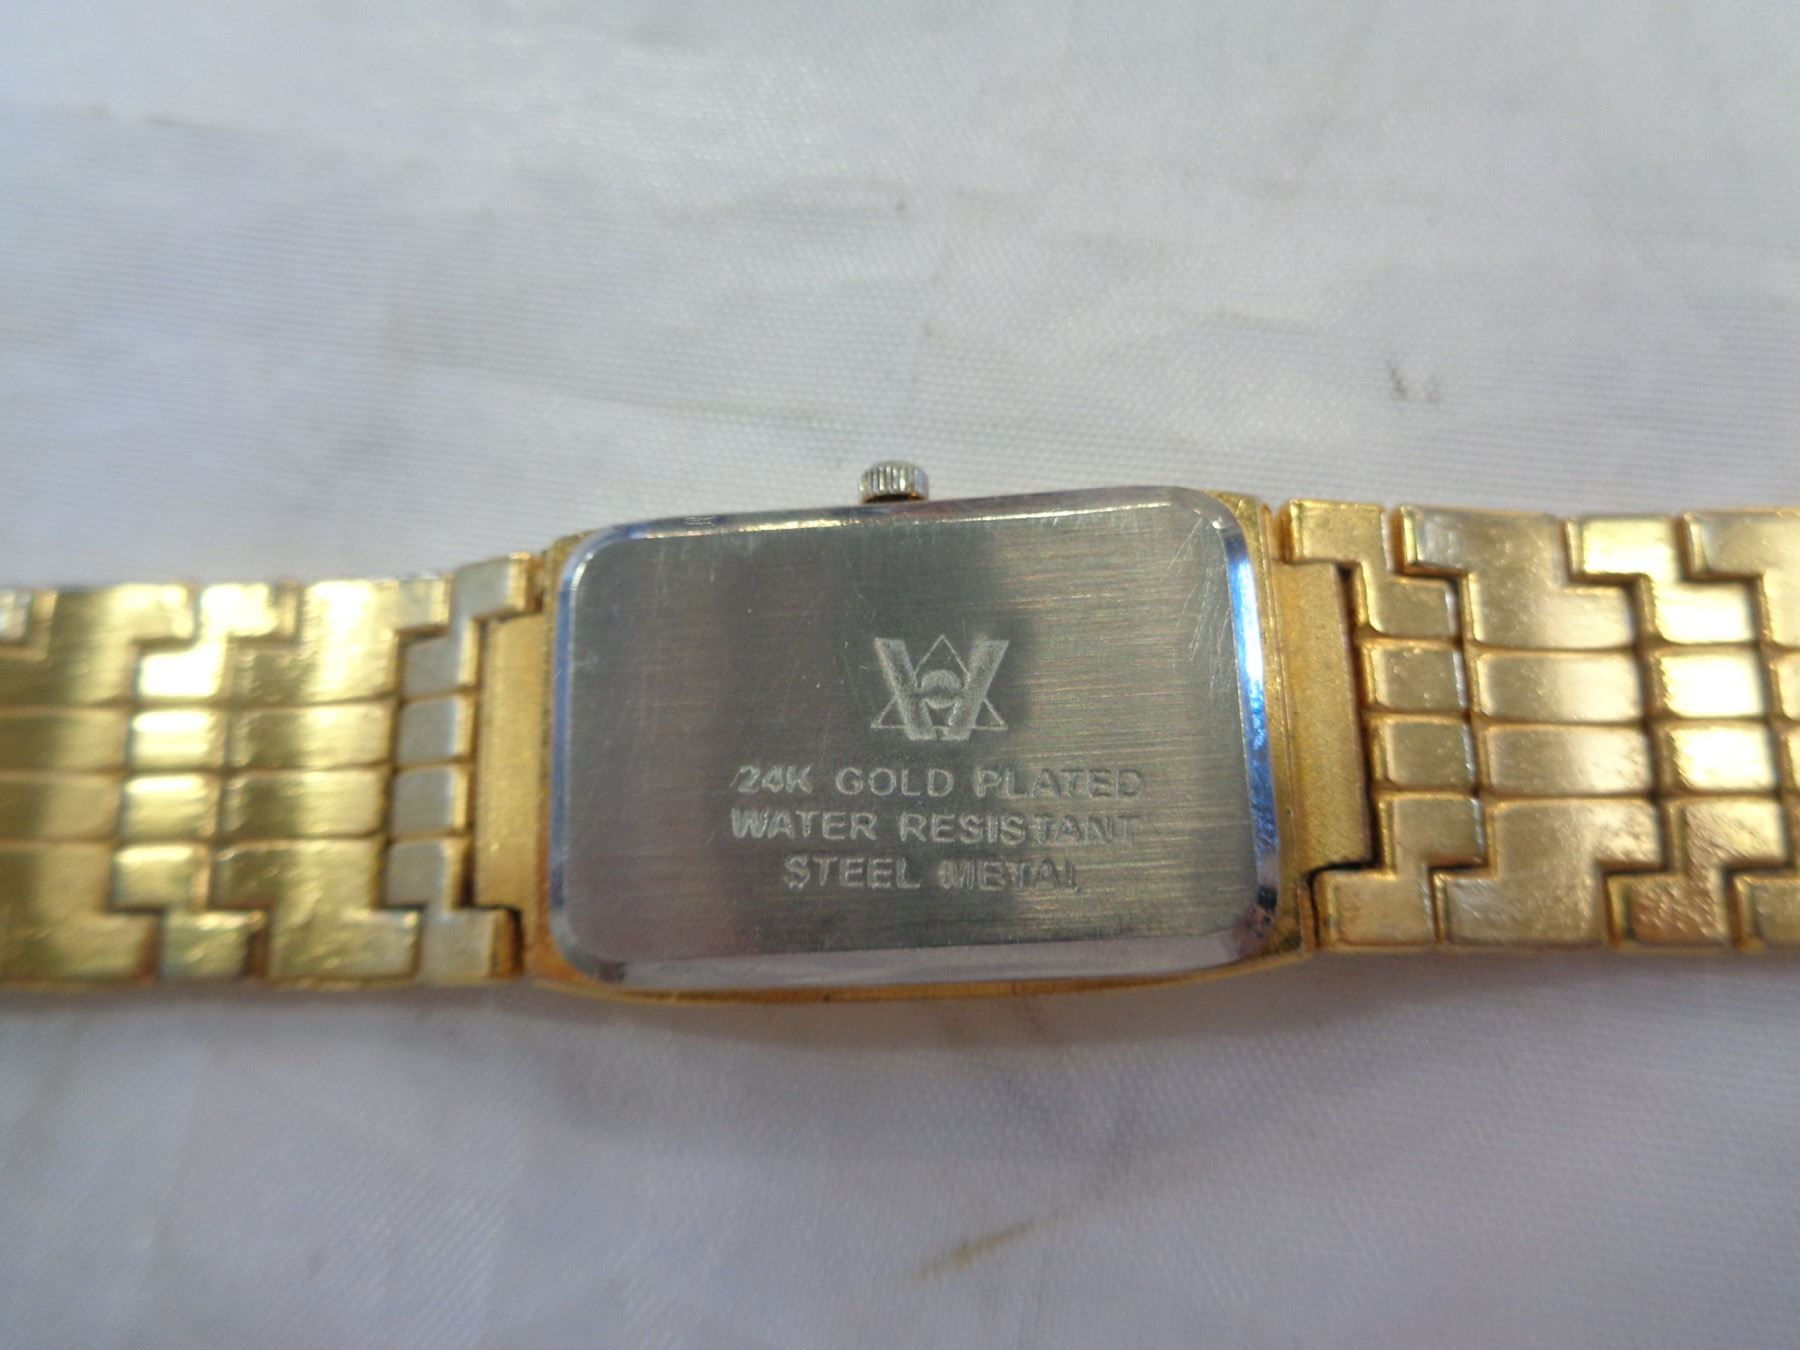 24K GOLD PLATED
WATER RESISTANT
STEEL METAL